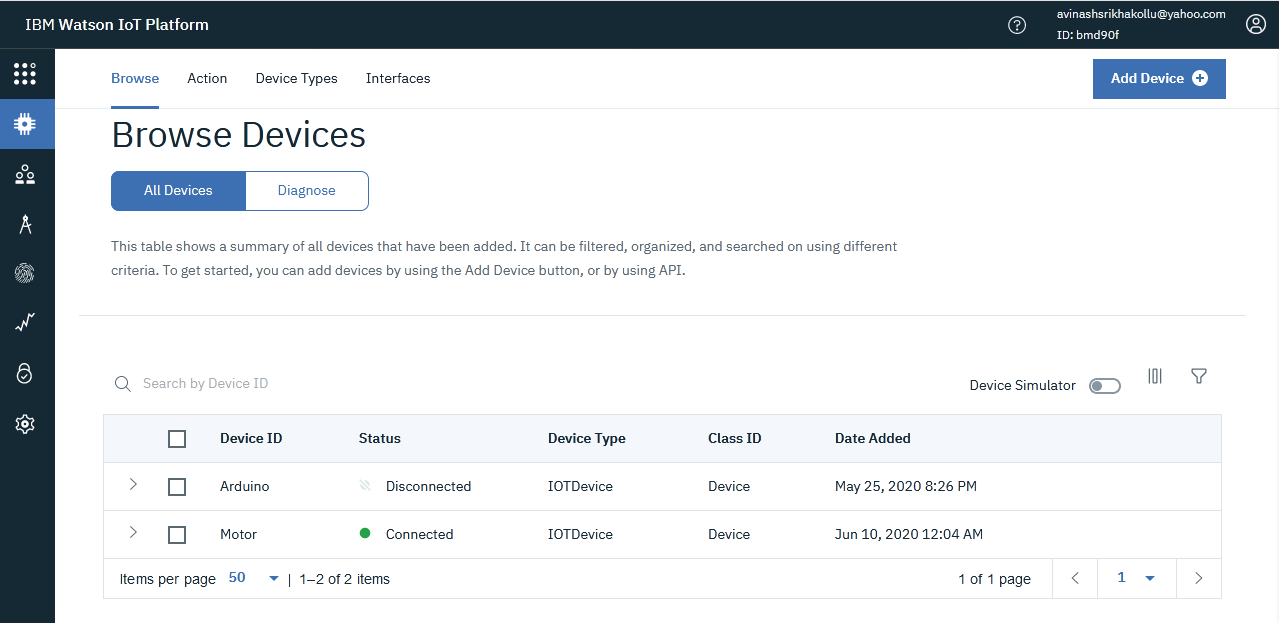 IBM Watson IoT Platform
avinashsrikhakollu@yahoo.com
ID: bmd90f
Browse Action Device Types Interfaces
Add Device
Browse Devices
All Devices Diagnose
This table shows a summary of all devices that have been added. It can be filtered, organized, and searched on using different
criteria. To get started, you can add devices by using the Add Device button, or by using API.
Search by Device ID
Device Simulator
Device ID Status Device Type Class ID Date Added
Arduino Disconnected IOTDevice Device May 25, 2020 8:26 PM
Motor Connected IOTDevice Device Jun 10, 2020 12:04 AM
Items per page 50 | 1–2 of 2 items 1 of 1 page 1